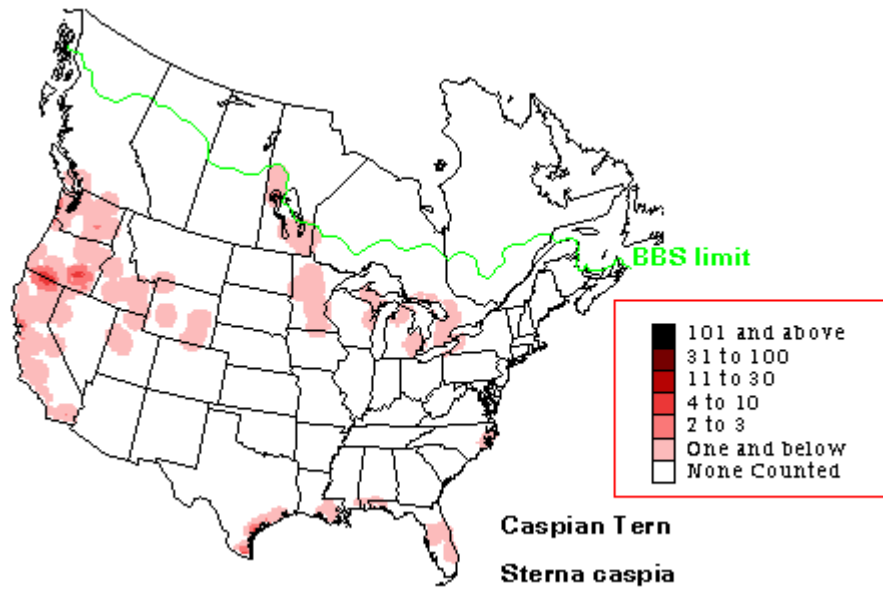 BBS limit
101 and above
31 to 100
11 to 30
4 to 10
2 to 3
One and below
None Counted
Caspian Tern
Sterna caspia